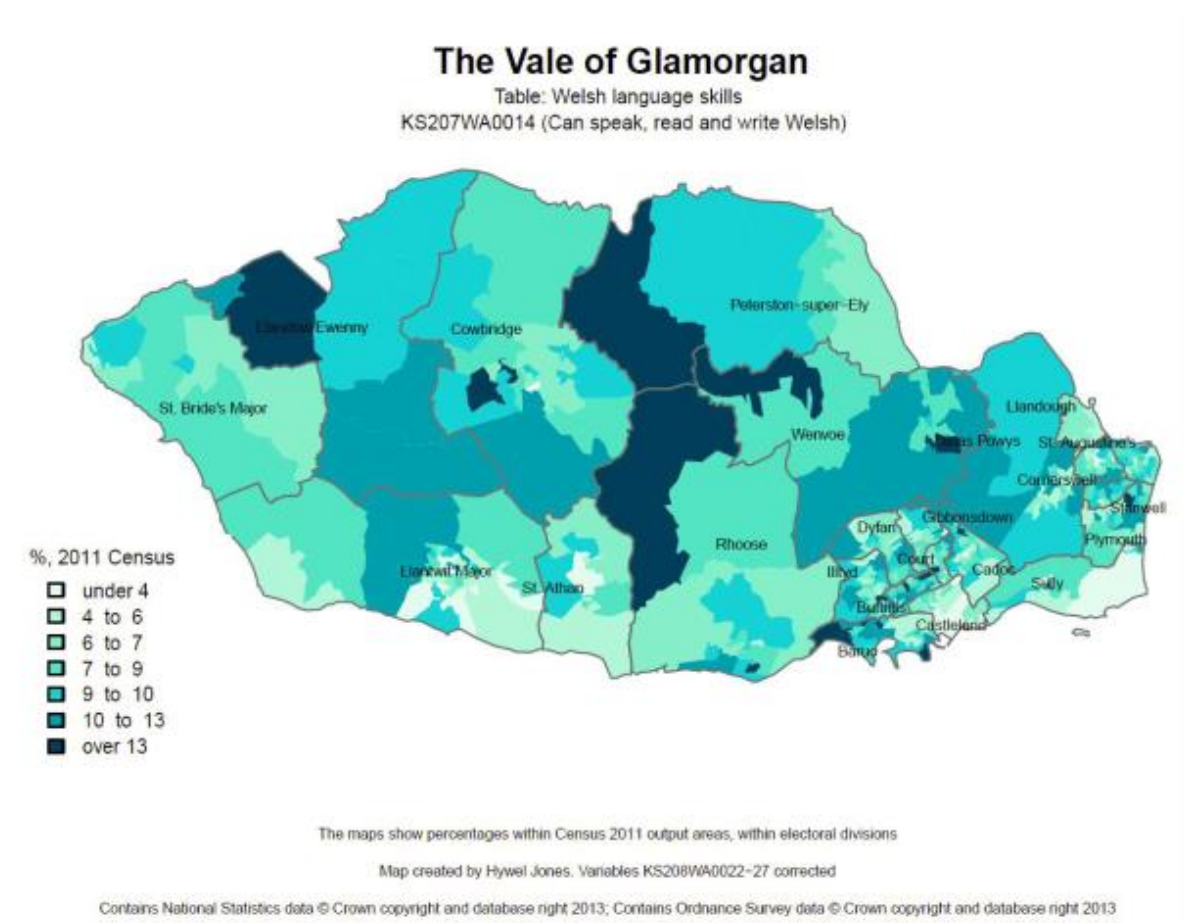 The Vale of Glamorgan
Table: Welsh language skills
KS207WA0014 (Can speak, read and write Welsh)
Peterston-super-Ely
Ewenny
Cowbridge
St. Bride's Major
Llandough
Wenvoe
Dinas Powys
St. Augustine's
Cornerswell
Stanwell
Gibbonsdown
Dyfan
Plymouth
Rhoose
Court
Illtyd
Cadoc
Llantwit Major
St. Athan
Sully
Buttrills
Castleland
Baruc
%, 2011 Census
under 4
4 to 6
6 to 7
7 to 9
9 to 10
10 to 13
over 13
The maps show percentages within Census 2011 output areas, within electoral divisions
Map created by Hywel Jones. Variables KS208WA0022-27 corrected
Contains National Statistics data © Crown copyright and database right 2013; Contains Ordnance Survey data © Crown copyright and database right 2013